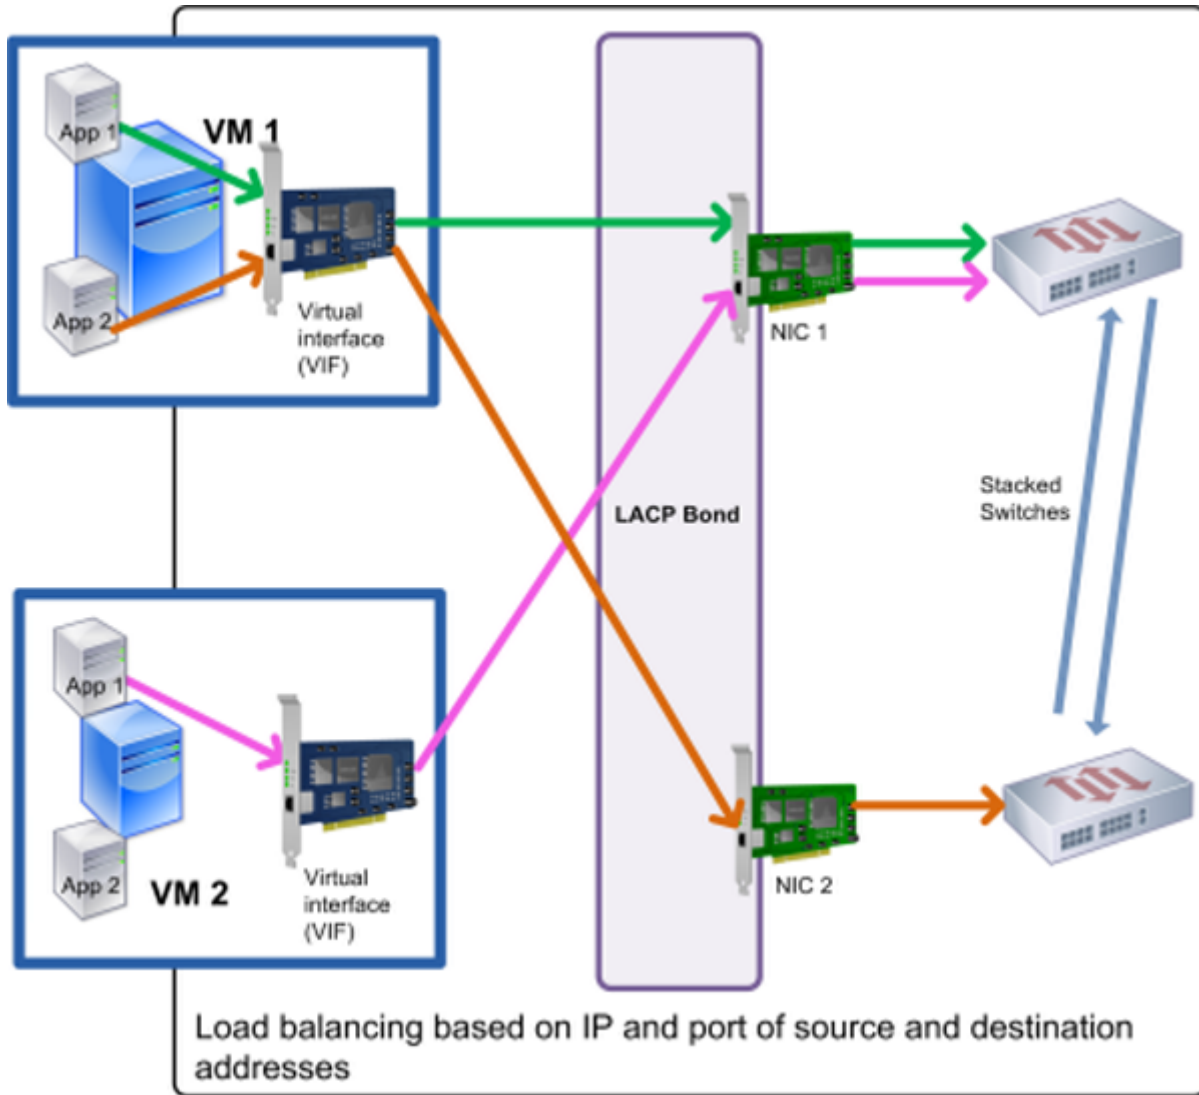 App 1
VM 1
App 2
Virtual
interface
(VIF)
NIC 1
LACP Bond
Stacked
Switches
App 1
App 2
VM 2
Virtual
interface
(VIF)
NIC 2
Load balancing based on IP and port of source and destination
addresses